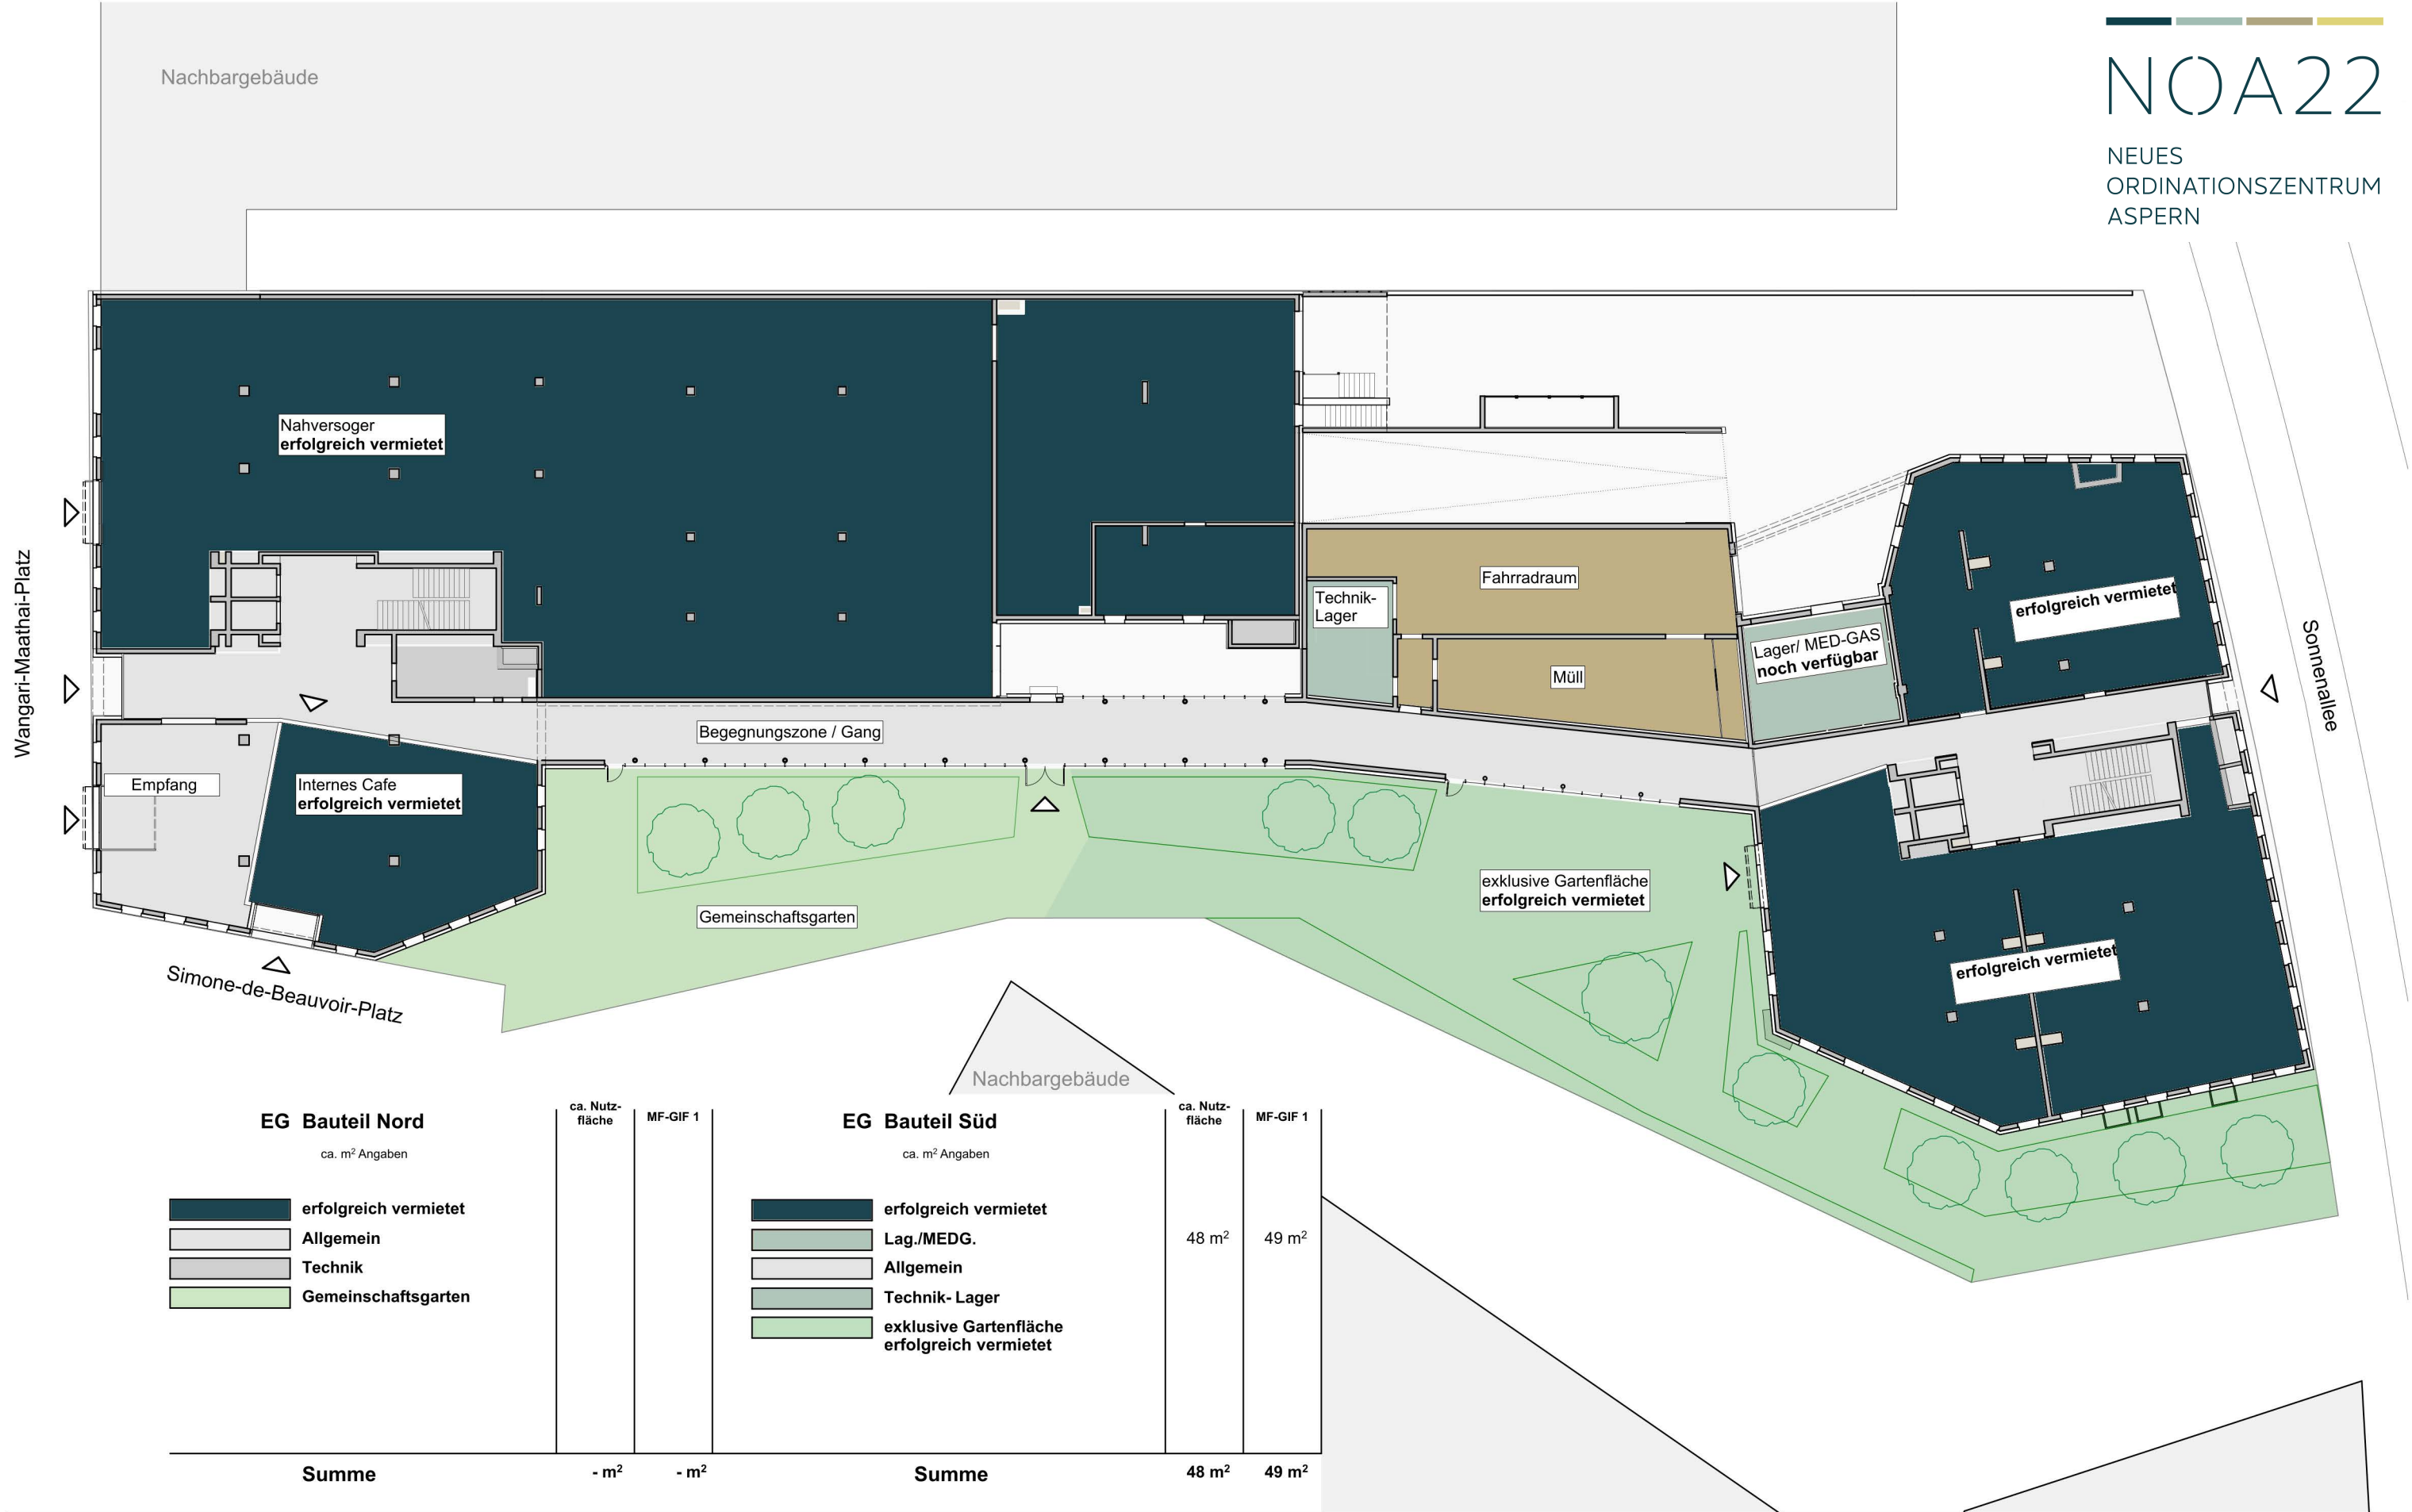 Nachbargebäude
NOA22
NEUES
ORDINATIONSZENTRUM
ASPERN
Nahversoger
erfolgreich vermietet
Wangari-Maathai-Platz
Fahrradraum
Technik-
Lager
Müll
Lager/ MED-GAS
noch verfügbar
erfolgreich vermietet
Sonnenallee
Begegnungszone / Gang
Empfang
Internes Cafe
erfolgreich vermietet
exklusive Gartenfläche
erfolgreich vermietet
Gemeinschaftsgarten
erfolgreich vermietet
Simone-de-Beauvoir-Platz
Nachbargebäude
EG Bauteil Nord
ca. m² Angaben
ca. Nutz-
fläche
MF-GIF 1
erfolgreich vermietet
Allgemein
Technik
Gemeinschaftsgarten
Summe - m² - m²
EG Bauteil Süd
ca. m² Angaben
ca. Nutz-
fläche
MF-GIF 1
erfolgreich vermietet
Lag./MEDG. 48 m² 49 m²
Allgemein
Technik- Lager
exklusive Gartenfläche
erfolgreich vermietet
Summe 48 m² 49 m²